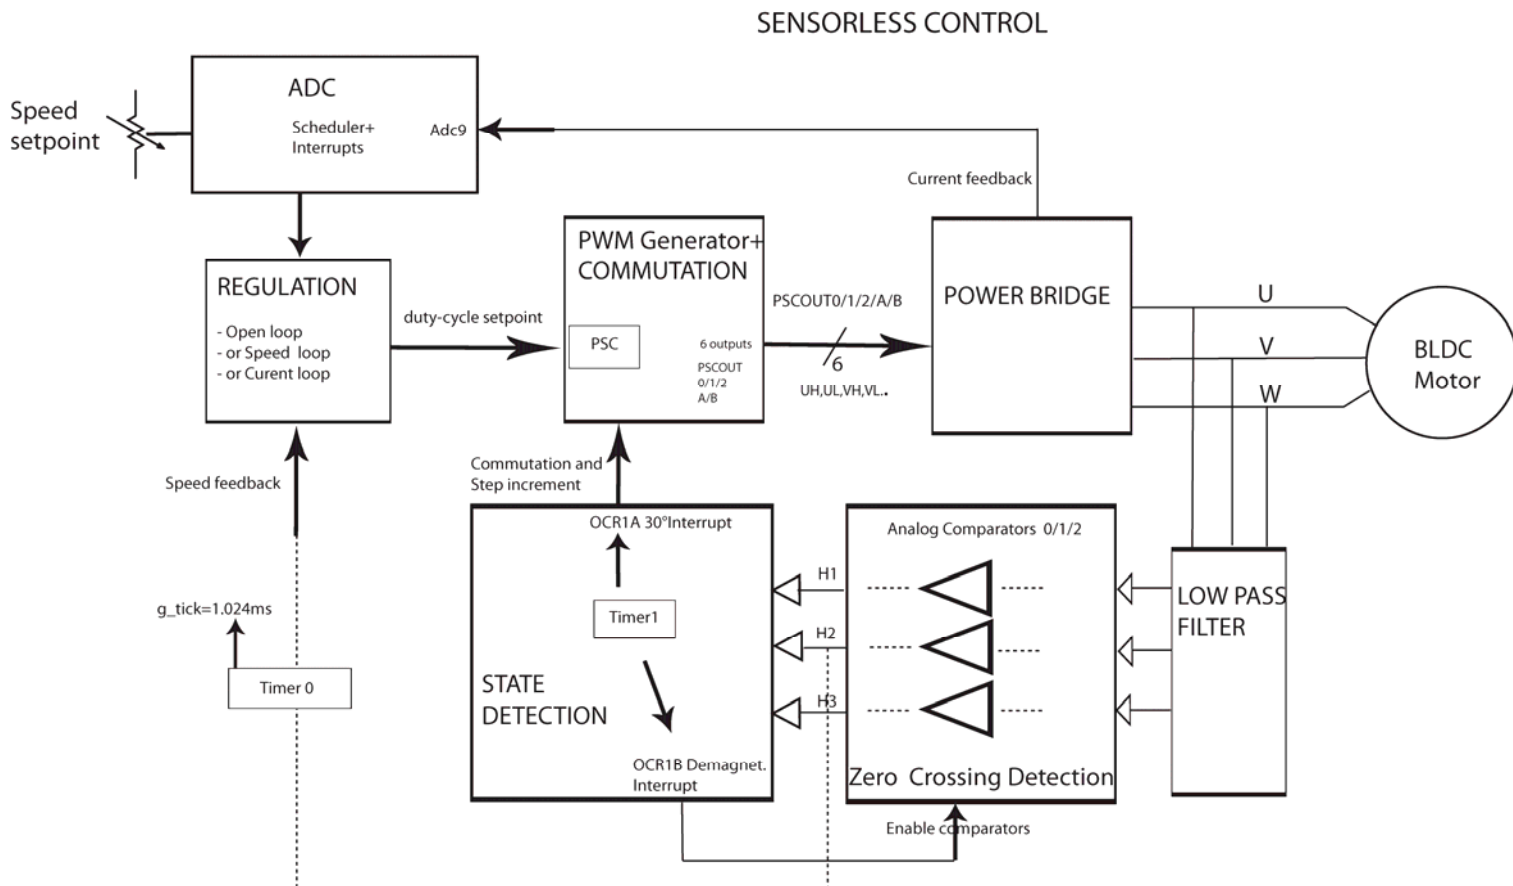 SENSORLESS CONTROL
ADC
Speed
setpoint
Scheduler+
Interrupts
Adc9
Current feedback
PWM Generator+
COMMUTATION
REGULATION
- Open loop
- or Speed loop
- or Curent loop
duty-cycle setpoint
PSC
6 outputs
PSCOUT
0/1/2
A/B
PSCOUT0/1/2/A/B
6
UH,UL,VH,VL..
POWER BRIDGE
U
V
W
BLDC
Motor
Speed feedback
Commutation and
Step increment
OCR1A 30°Interrupt
Analog Comparators 0/1/2
H1
H2
H3
g_tick=1.024ms
Timer 0
Timer1
STATE
DETECTION
OCR1B Demagnet.
Interrupt
Zero Crossing Detection
LOW PASS
FILTER
Enable comparators